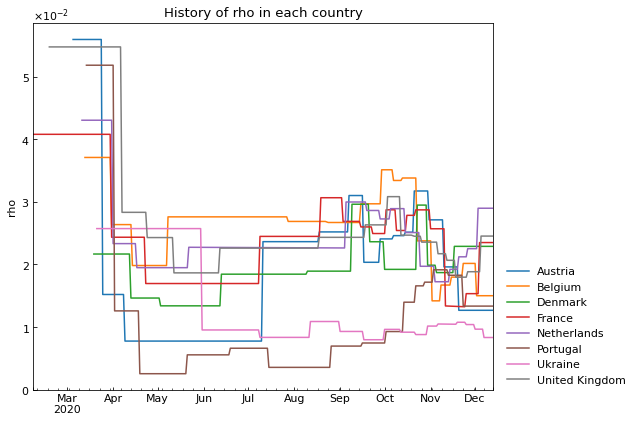 History of rho in each country
×10⁻²
5
4
3
2
1
0
rho
Mar Apr May Jun Jul Aug Sep Oct Nov Dec
2020
Austria
Belgium
Denmark
France
Netherlands
Portugal
Ukraine
United Kingdom